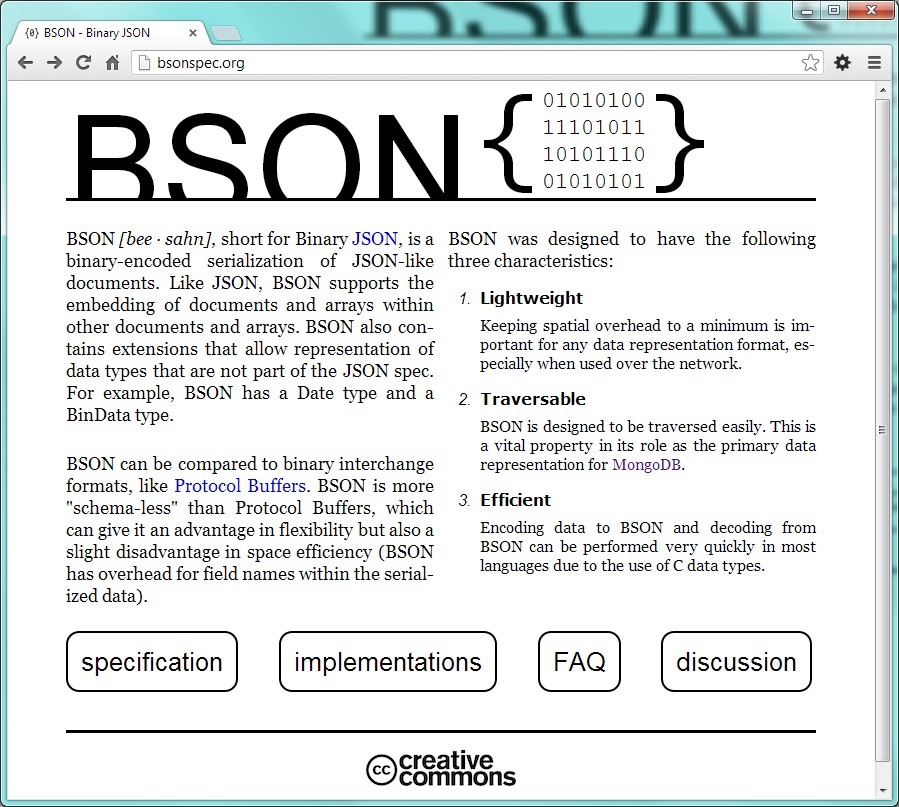 BSON
{0} BSON - Binary JSON
bsonspec.org
BSON
{ 01010100
11101011
10101110
01010101 }
BSON [bee · sahn], short for Binary JSON, is a
binary-encoded serialization of JSON-like
documents. Like JSON, BSON supports the
embedding of documents and arrays within
other documents and arrays. BSON also con-
tains extensions that allow representation of
data types that are not part of the JSON spec.
For example, BSON has a Date type and a
BinData type.
BSON can be compared to binary interchange
formats, like Protocol Buffers. BSON is more
"schema-less" than Protocol Buffers, which
can give it an advantage in flexibility but also a
slight disadvantage in space efficiency (BSON
has overhead for field names within the serial-
ized data).
BSON was designed to have the following
three characteristics:
1. Lightweight
Keeping spatial overhead to a minimum is im-
portant for any data representation format, es-
pecially when used over the network.
2. Traversable
BSON is designed to be traversed easily. This is
a vital property in its role as the primary data
representation for MongoDB.
3. Efficient
Encoding data to BSON and decoding from
BSON can be performed very quickly in most
languages due to the use of C data types.
specification
implementations
FAQ
discussion
cc creative
commons